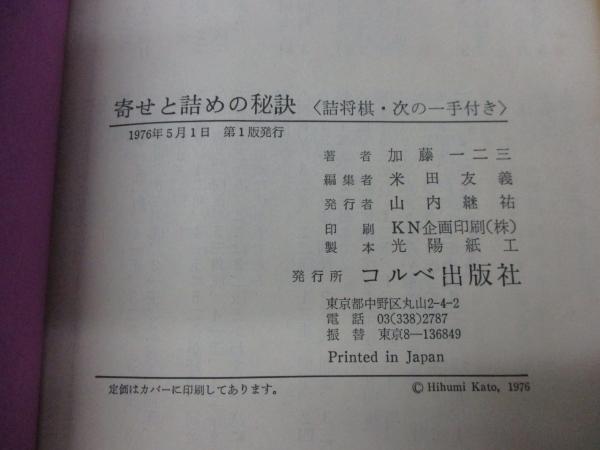 寄せと詰めの秘訣 〈詰将棋・次の一手付き〉
1976年5月1日 第1版発行
著者 加藤一二三
編集者 米田友義
発行者 山内継祐
印刷 KN企画印刷(株)
製本 光陽紙工
発行所 コルベ出版社
東京都中野区丸山2-4-2
電話 03(338)2787
振替 東京8-136849
Printed in Japan
定価はカバーに印刷してあります。 © Hihumi Kato, 1976